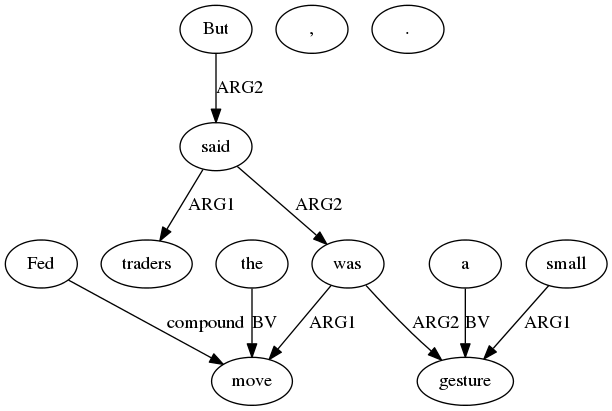 But , .
ARG2
said
ARG1 ARG2
Fed traders the was a small
compound BV ARG1 ARG2 BV ARG1
move gesture